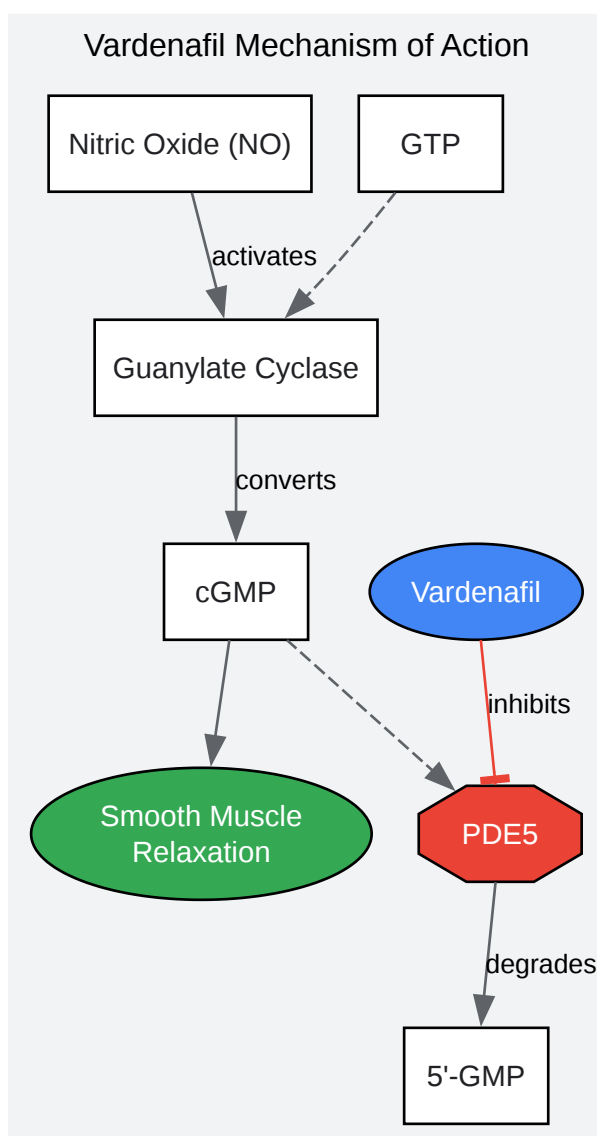 Vardenafil Mechanism of Action
Nitric Oxide (NO)
GTP
activates
Guanylate Cyclase
converts
cGMP
Vardenafil
inhibits
Smooth Muscle
Relaxation
PDE5
degrades
5'-GMP